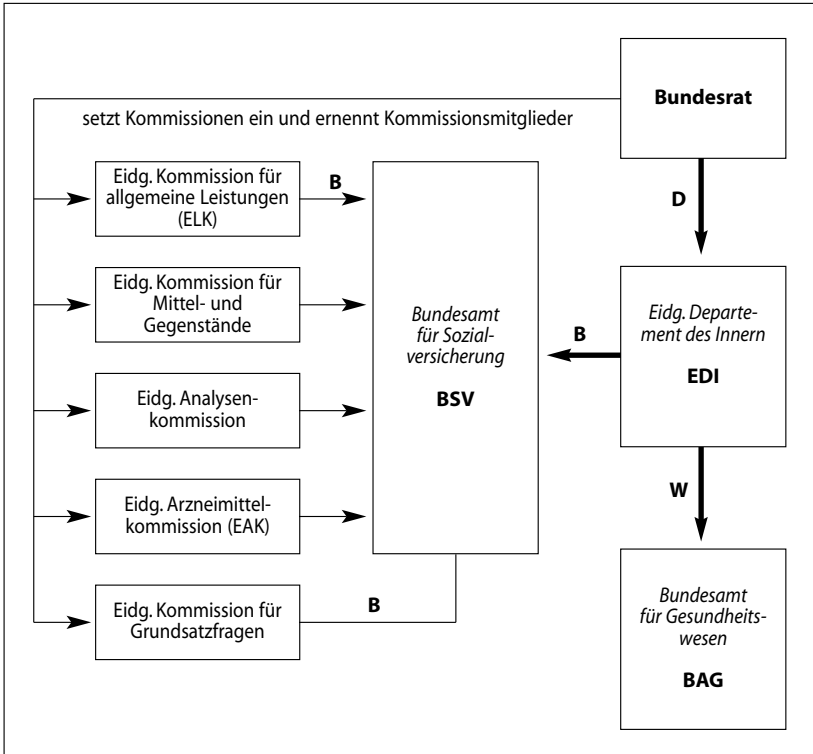 Bundesrat
setzt Kommissionen ein und ernennt Kommissionsmitglieder
Eidg. Kommission für
allgemeine Leistungen
(ELK)
B
D
Eidg. Kommission für
Mittel- und
Gegenstände
Bundesamt
für Sozial-
versicherung
BSV
B
Eidg. Departe-
ment des Innern
EDI
Eidg. Analysen-
kommission
Eidg. Arzneimittel-
kommission (EAK)
W
Eidg. Kommission für
Grundsatzfragen
B
Bundesamt
für Gesundheits-
wesen
BAG